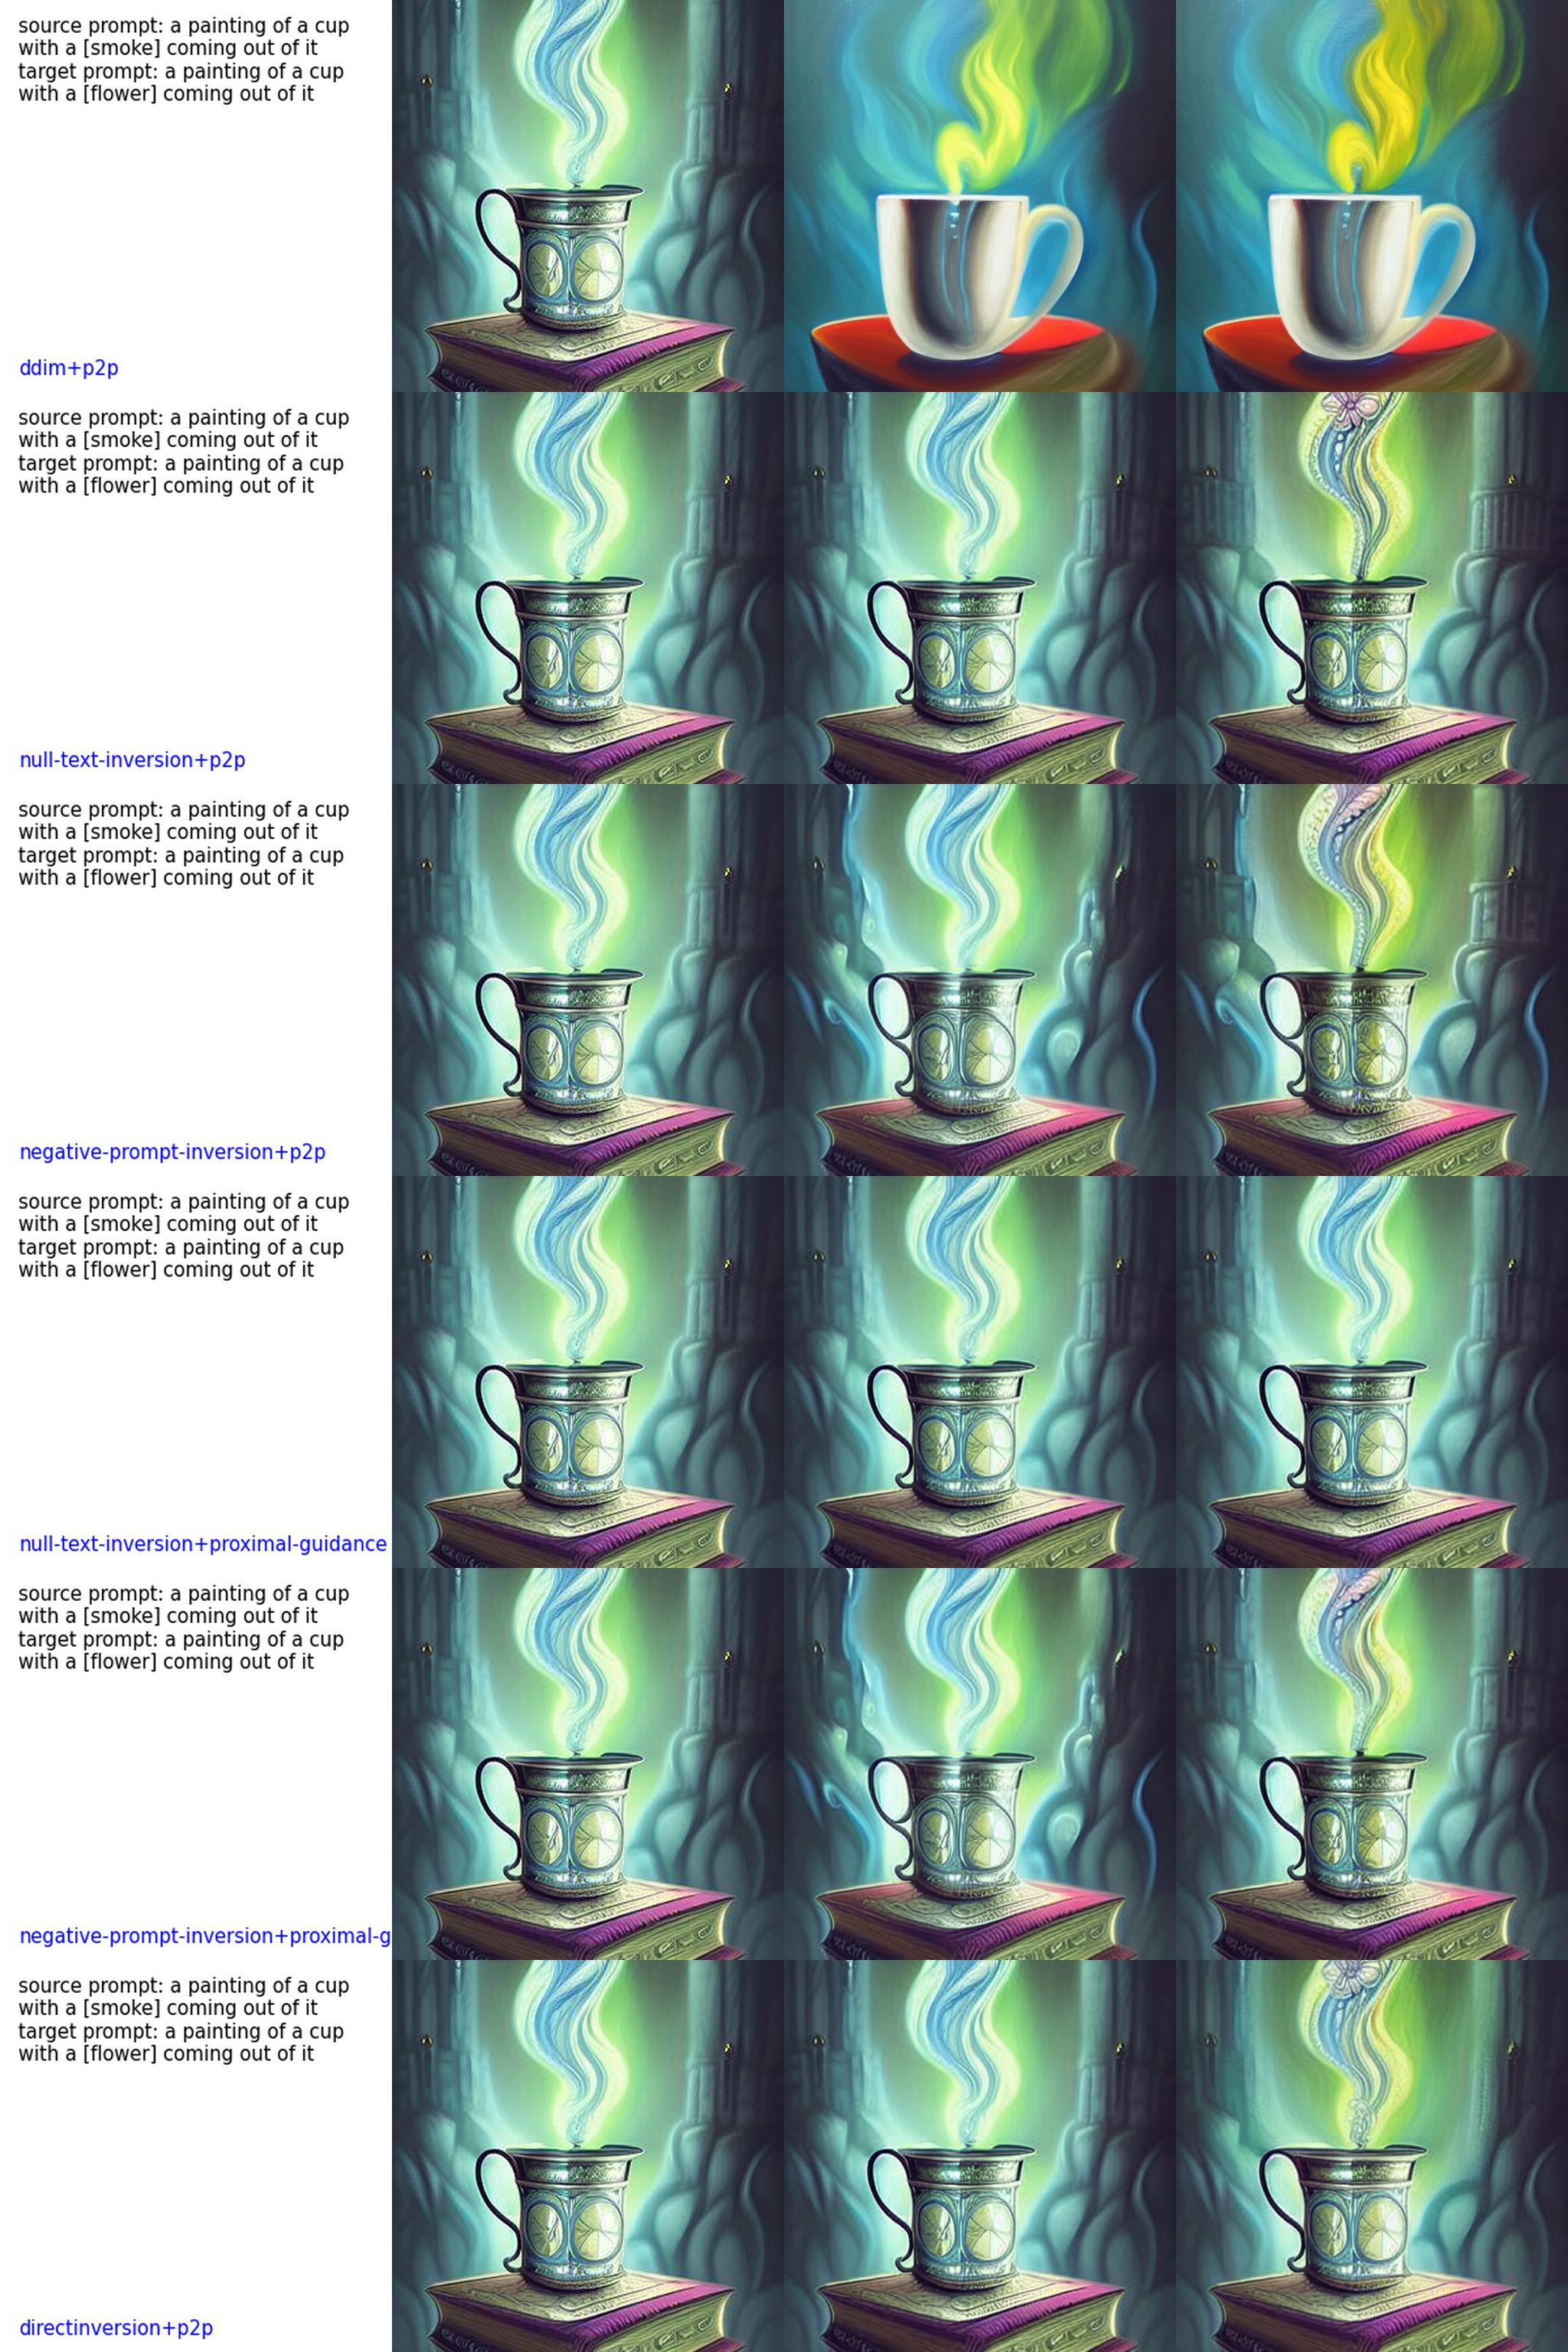 source prompt: a painting of a cup
with a [smoke] coming out of it
target prompt: a painting of a cup
with a [flower] coming out of it
ddim+p2p
source prompt: a painting of a cup
with a [smoke] coming out of it
target prompt: a painting of a cup
with a [flower] coming out of it
null-text-inversion+p2p
source prompt: a painting of a cup
with a [smoke] coming out of it
target prompt: a painting of a cup
with a [flower] coming out of it
negative-prompt-inversion+p2p
source prompt: a painting of a cup
with a [smoke] coming out of it
target prompt: a painting of a cup
with a [flower] coming out of it
null-text-inversion+proximal-guidance
source prompt: a painting of a cup
with a [smoke] coming out of it
target prompt: a painting of a cup
with a [flower] coming out of it
negative-prompt-inversion+proximal-g
source prompt: a painting of a cup
with a [smoke] coming out of it
target prompt: a painting of a cup
with a [flower] coming out of it
directinversion+p2p